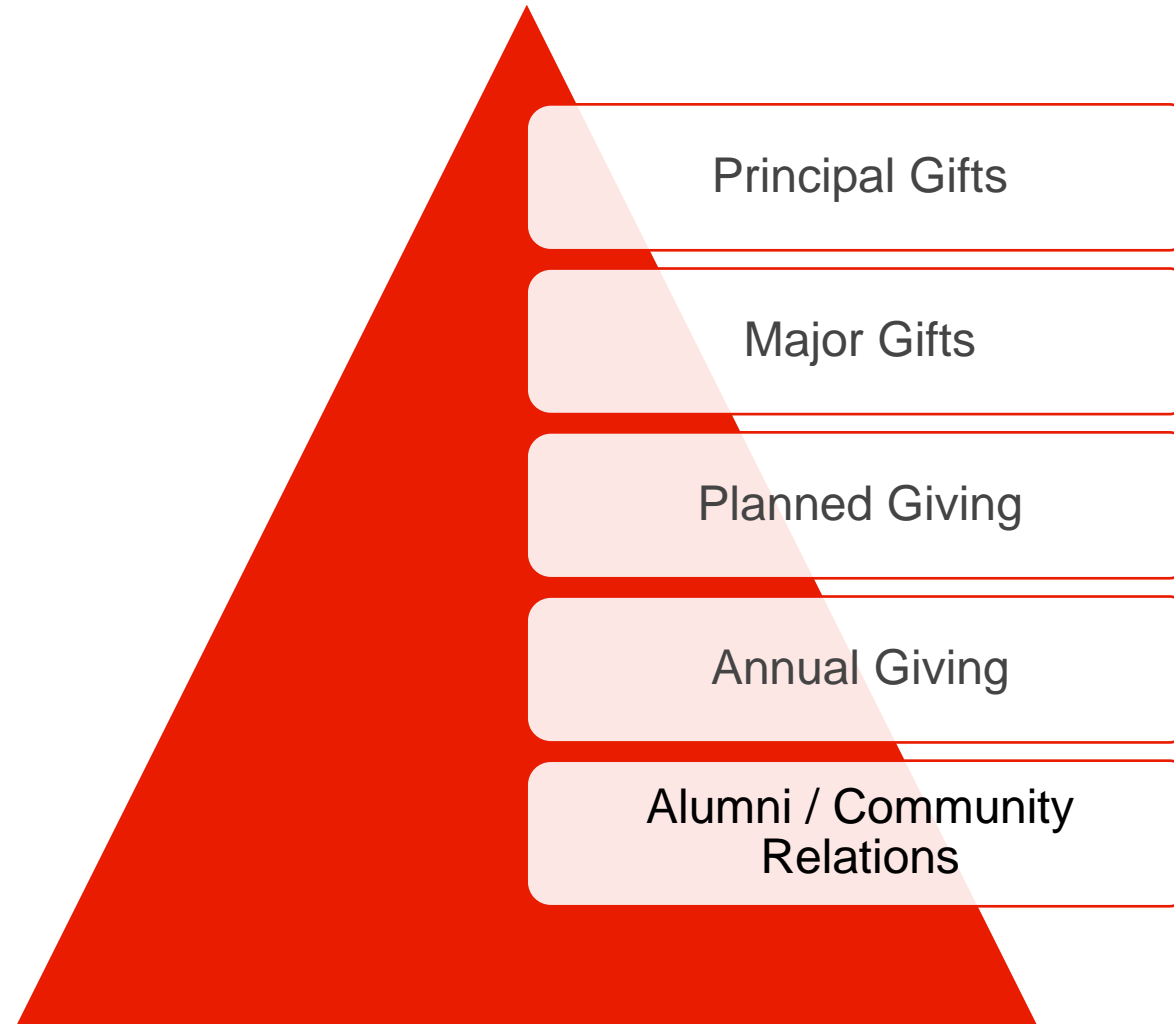 Principal Gifts
Major Gifts
Planned Giving
Annual Giving
Alumni / Community
Relations